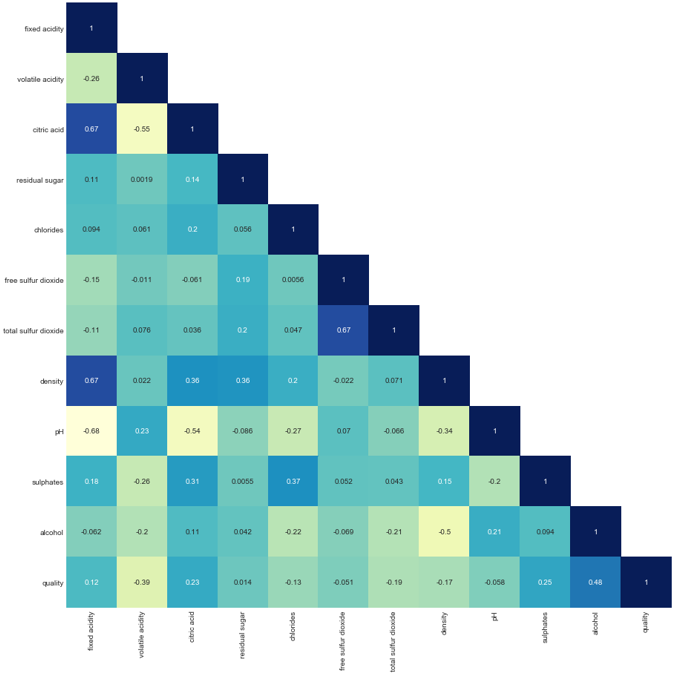 fixed acidity 1
volatile acidity -0.26 1
citric acid 0.67 -0.55 1
residual sugar 0.11 0.0019 0.14 1
chlorides 0.094 0.061 0.2 0.056 1
free sulfur dioxide -0.15 -0.011 -0.061 0.19 0.0056 1
total sulfur dioxide -0.11 0.076 0.036 0.2 0.047 0.67 1
density 0.67 0.022 0.36 0.36 0.2 -0.022 0.071 1
pH -0.68 0.23 -0.54 -0.086 -0.27 0.07 -0.066 -0.34 1
sulphates 0.18 -0.26 0.31 0.0055 0.37 0.052 0.043 0.15 -0.2 1
alcohol -0.062 -0.2 0.11 0.042 -0.22 -0.069 -0.21 -0.5 0.21 0.094 1
quality 0.12 -0.39 0.23 0.014 -0.13 -0.051 -0.19 -0.17 -0.058 0.25 0.48 1
fixed acidity
volatile acidity
citric acid
residual sugar
chlorides
free sulfur dioxide
total sulfur dioxide
density
pH
sulphates
alcohol
quality